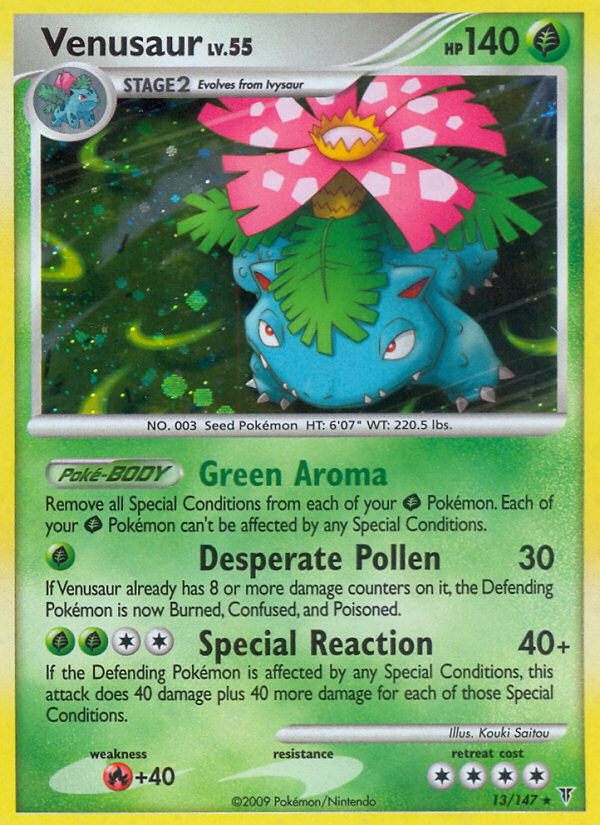 Venusaur LV.55 HP 140
STAGE2 Evolves from Ivysaur
NO. 003 Seed Pokémon HT: 6'07" WT: 220.5 lbs.
Poké-BODY Green Aroma
Remove all Special Conditions from each of your Pokémon. Each of
your Pokémon can't be affected by any Special Conditions.
Desperate Pollen 30
If Venusaur already has 8 or more damage counters on it, the Defending
Pokémon is now Burned, Confused, and Poisoned.
Special Reaction 40+
If the Defending Pokémon is affected by any Special Conditions, this
attack does 40 damage plus 40 more damage for each of those Special
Conditions.
Illus. Kouki Saitou
weakness resistance retreat cost
+40
©2009 Pokémon/Nintendo 13/147